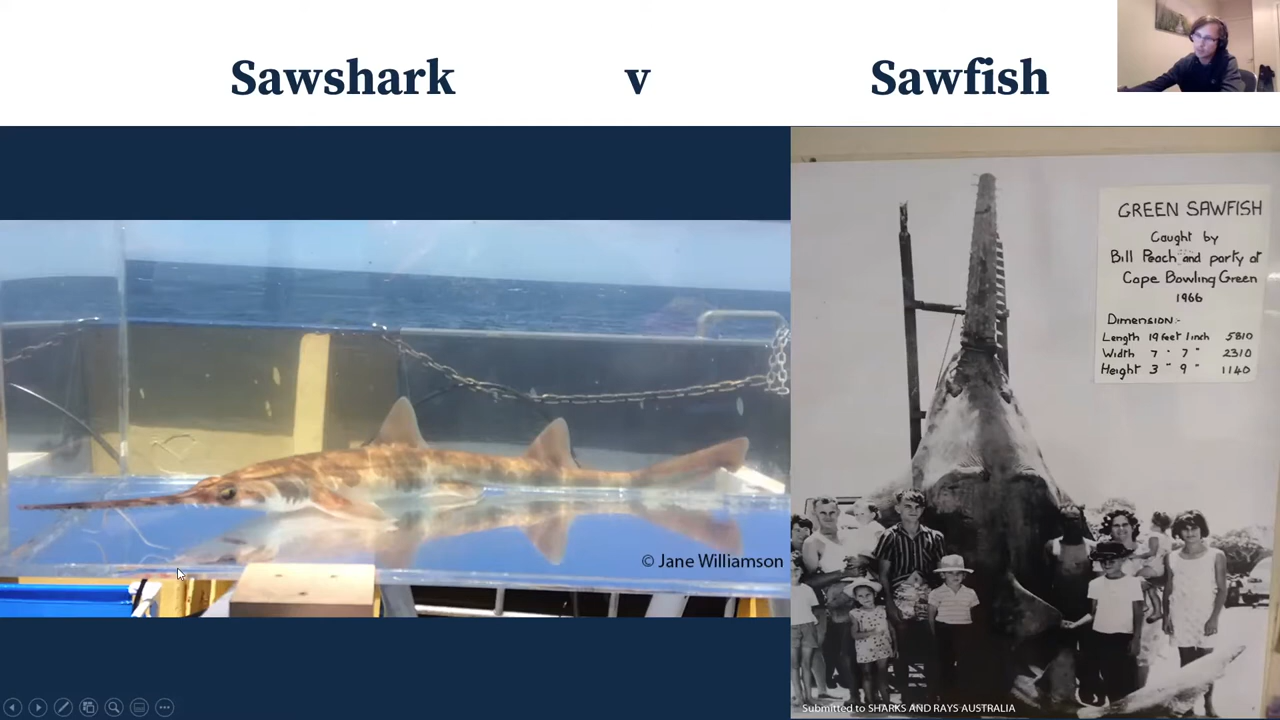 Sawshark v Sawfish
GREEN SAWFISH
Caught by
Bill Peach and party at
Cape Bowling Green
1966
Dimension:-
Length 19 feet 1 inch 5810
Width 7 " 7 " 2310
Height 3 " 9 " 1140
© Jane Williamson
Submitted to SHARKS AND RAYS AUSTRALIA